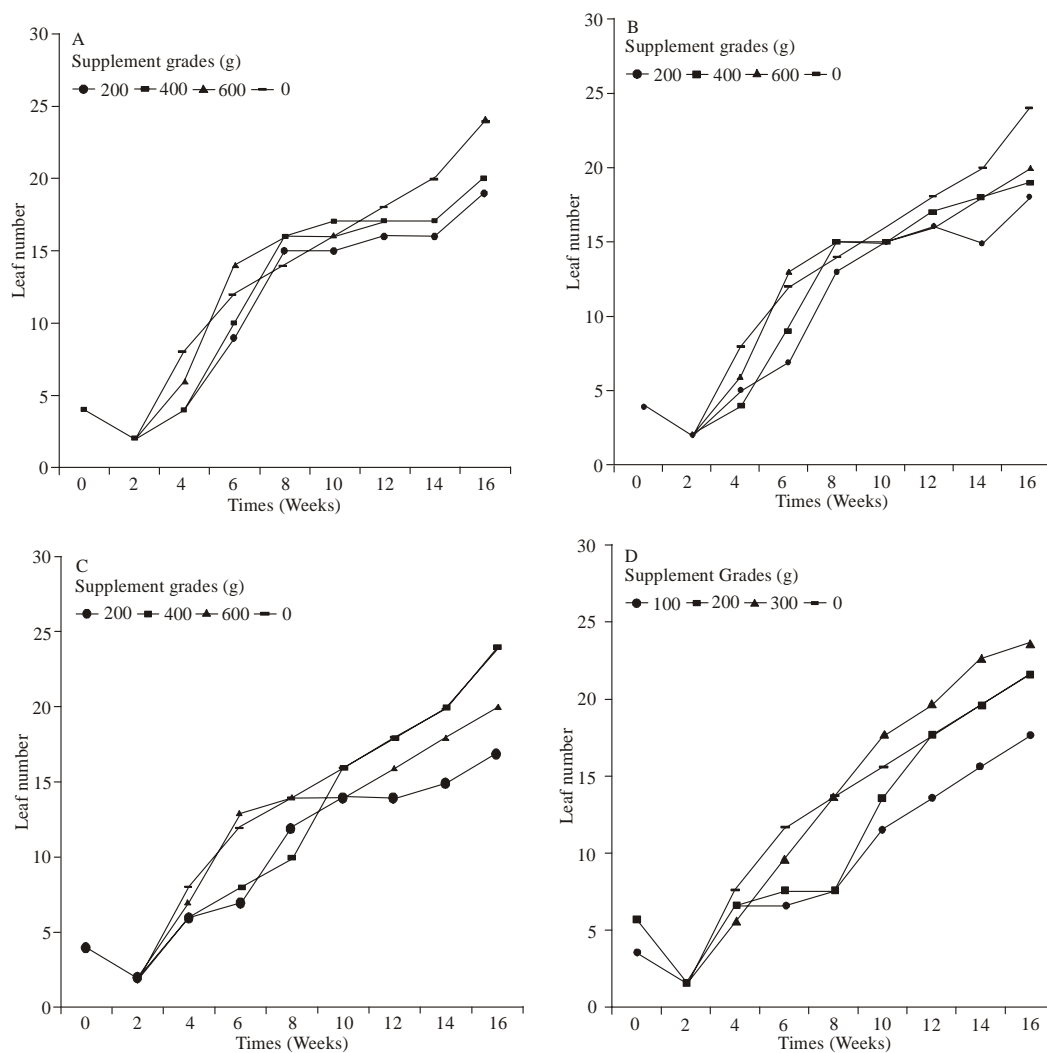 A
Supplement grades (g)
200 400 600 0
30
25
20
15
10
5
0
Leaf number
0 2 4 6 8 10 12 14 16
Times (Weeks)
B
Supplement grades (g)
200 400 600 0
30
25
20
15
10
5
0
Leaf number
0 2 4 6 8 10 12 14 16
Times (Weeks)
C
Supplement grades (g)
200 400 600 0
30
25
20
15
10
5
0
Leaf number
0 2 4 6 8 10 12 14 16
Times (Weeks)
D
Supplement Grades (g)
100 200 300 0
30
25
20
15
10
5
0
Leaf number
0 2 4 6 8 10 12 14 16
Times (Weeks)